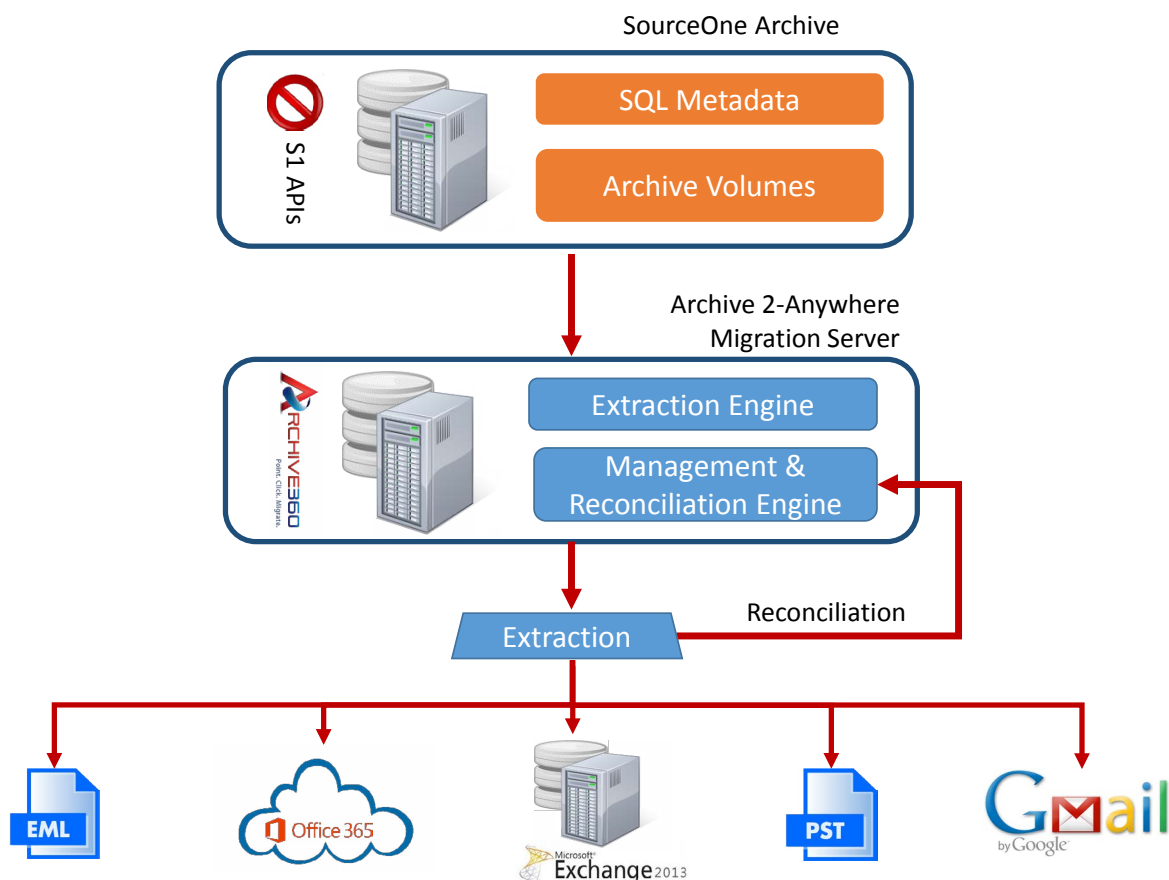 SourceOne Archive
S1 APIs
SQL Metadata
Archive Volumes
Archive 2-Anywhere
Migration Server
ARCHIVE360
Point. Click. Migrate.
Extraction Engine
Management &
Reconciliation Engine
Extraction
Reconciliation
EML
Office 365
Microsoft®
Exchange 2013
PST
Gmail
by Google™